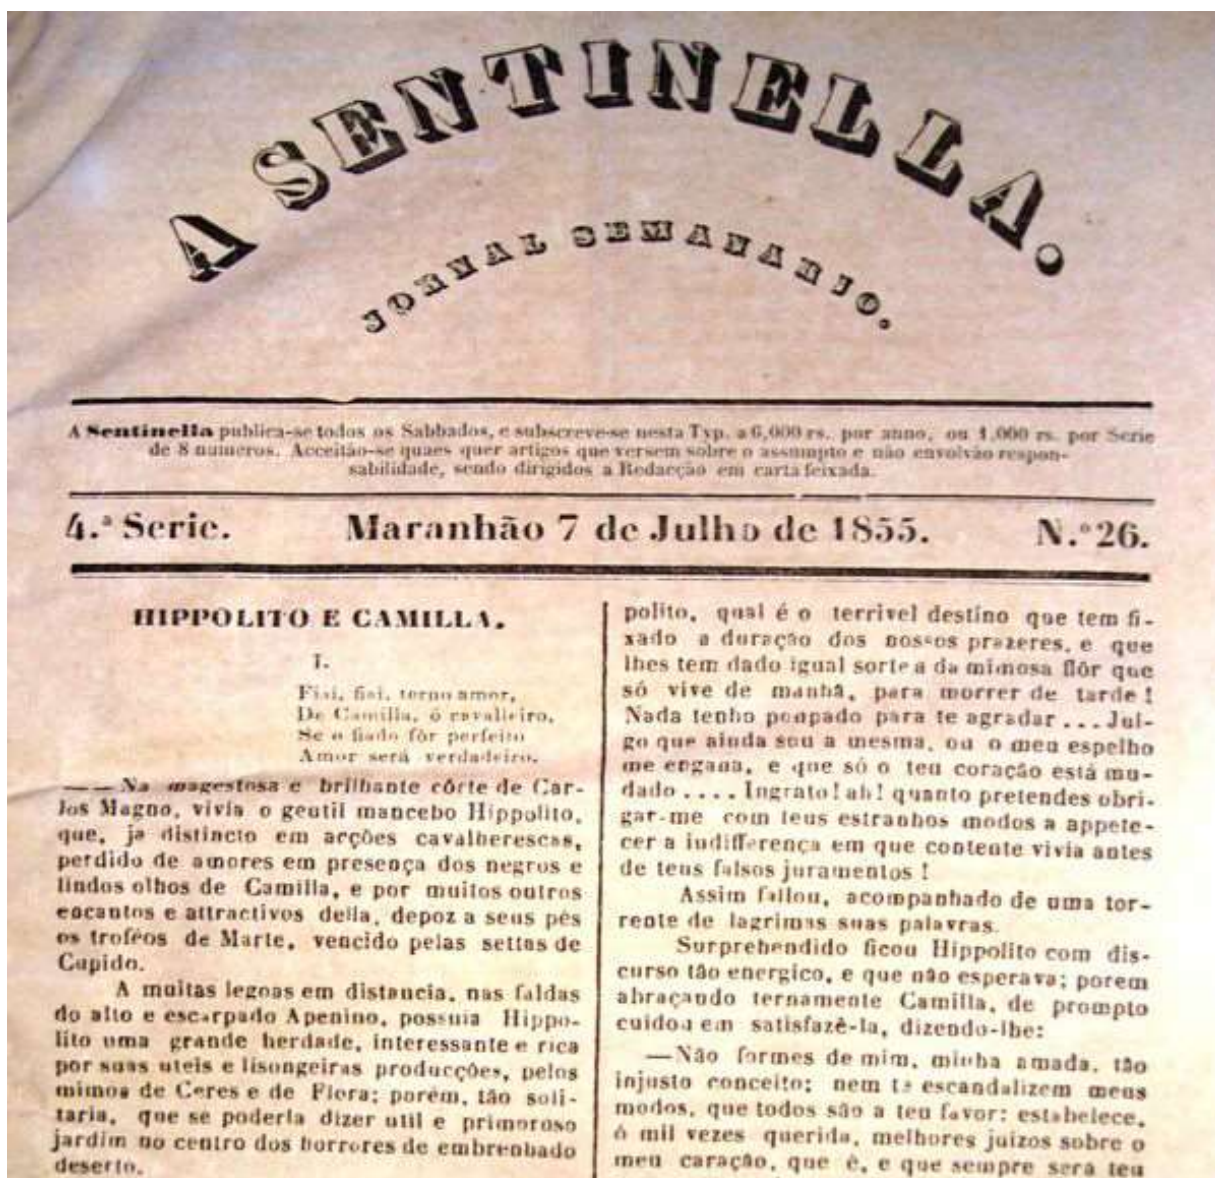 A SENTINELLA.
JORNAL SEMANARIO.
A Sentinella publica-se todos os Sabbados, e subscreve-se nesta Typ. a 6,000 rs. por anno, ou 1,000 rs. por Serie
de 8 numeros. Acceitão-se quaes quer artigos que versem sobre o assumpto e não envolvão respon-
sabilidade, sendo dirigidos a Redacção em carta feixada.
4.ª Serie. Maranhão 7 de Julho de 1855. N.º 26.
HIPPOLITO E CAMILLA.
I.
Fiai, fiai, terno amor,
De Camilla, ó cavalleiro,
Se o fiado fôr perfeito
Amor será verdadeiro.
—— Na magestosa e brilhante côrte de Car-
los Magno, vivia o gentil mancebo Hippolito,
que, ja distincto em acções cavalherescas,
perdido de amores em presença dos negros e
lindos olhos de Camilla, e por muitos outros
encantos e attractivos della, depoz a seus pés
os troféos de Marte, vencido pelas settas de
Cupido.
A muitas legoas em distancia, nas faldas
do alto e escarpado Apenino, possuia Hippo-
lito uma grande herdade, interessante e rica
por suas uteis e lisongeiras producções, pelos
mimos de Ceres e de Flora; porém, tão soli-
taria, que se poderia dizer util e primoroso
jardim no centro dos horrores de embrenhado
deserto.
polito, qual é o terrivel destino que tem fi-
xado a duração dos nossos prazeres, e que
lhes tem dado igual sorte a da mimosa flôr que
só vive de manhã, para morrer de tarde!
Nada tenho poupado para te agradar ... Jul-
go que ainda sou a mesma, ou o meu espelho
me engana, e que só o teu coração está mu-
dado .... Ingrato! ah! quanto pretendes obri-
gar-me com teus estranhos modos a appete-
cer a indifferença em que contente vivia antes
de teus falsos juramentos!
Assim fallou, acompanhado de uma tor-
rente de lagrimas suas palavras.
Surprehendido ficou Hippolito com dis-
curso tão energico, e que não esperava; porem
abraçando ternamente Camilla, de prompto
cuidou em satisfazê-la, dizendo-lhe:
—Não formes de mim, minha amada, tão
injusto conceito; nem te escandalizem meus
modos, que todos são a teu favor: estabelece,
ó mil vezes querida, melhores juizos sobre o
meu caração, que é, e que sempre sera teu